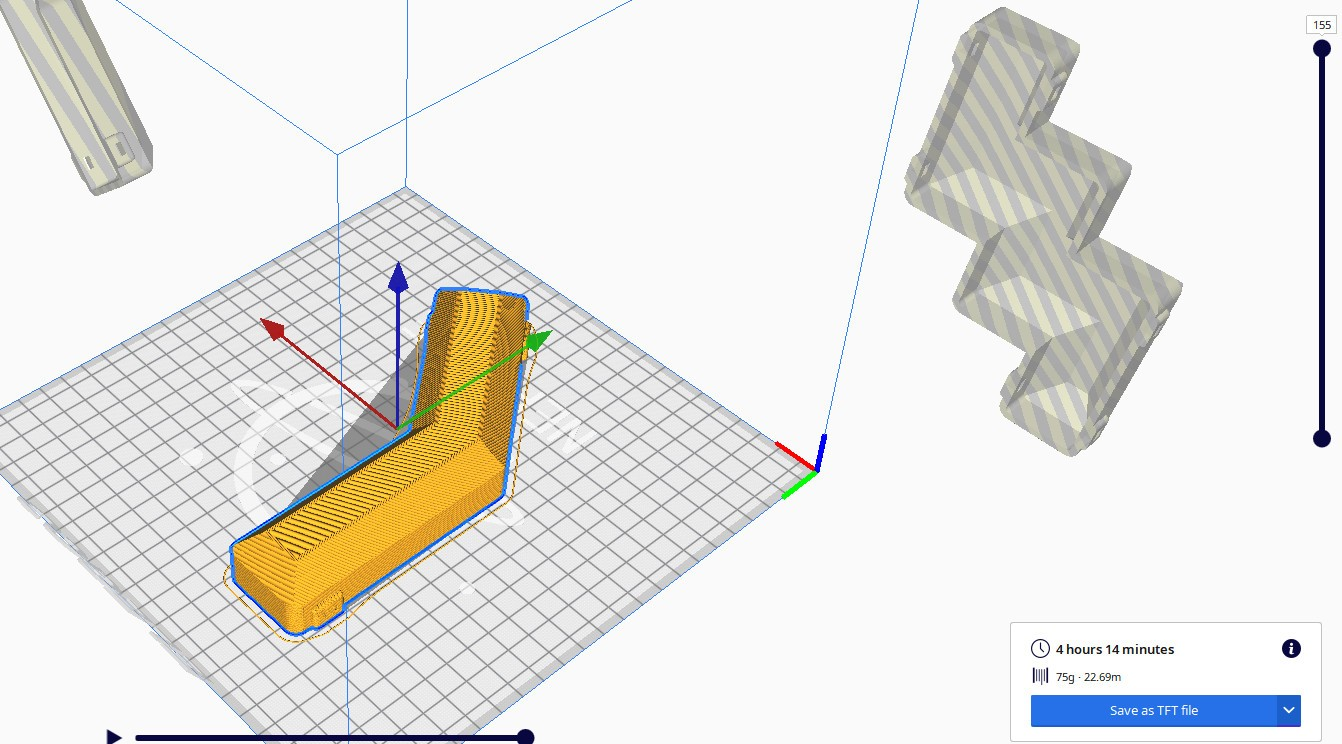 155
4 hours 14 minutes
75g · 22.69m
Save as TFT file